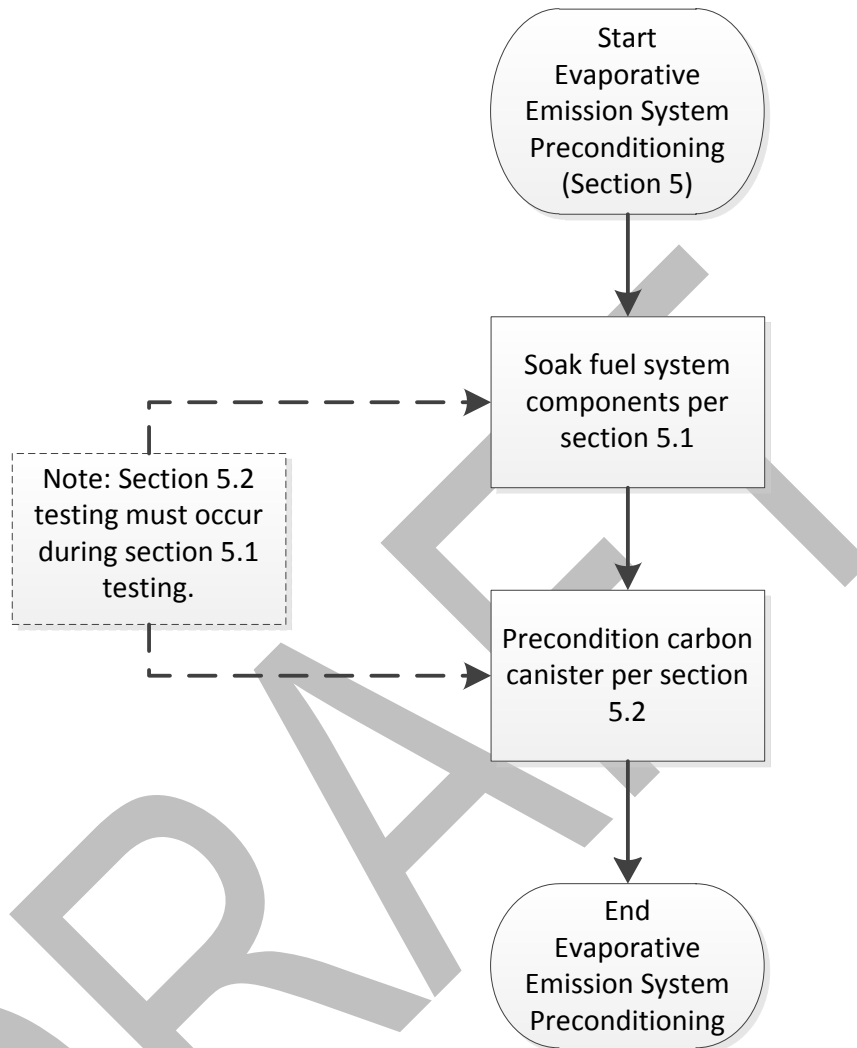 Start
Evaporative
Emission System
Preconditioning
(Section 5)
Soak fuel system
components per
section 5.1
Note: Section 5.2
testing must occur
during section 5.1
testing.
Precondition carbon
canister per section
5.2
End
Evaporative
Emission System
Preconditioning
DRAFT